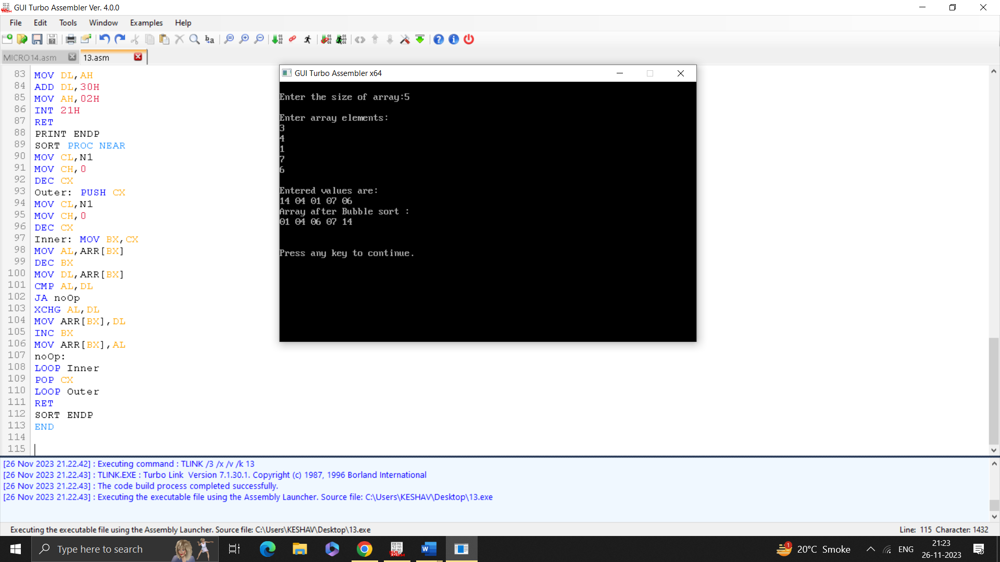 GUI Turbo Assembler Ver. 4.0.0
File Edit Tools Window Examples Help
MICRO14.asm 13.asm
83 MOV DL,AH
84 ADD DL,30H
85 MOV AH,02H
86 INT 21H
87 RET
88 PRINT ENDP
89 SORT PROC NEAR
90 MOV CL,N1
91 MOV CH,0
92 DEC CX
93 Outer: PUSH CX
94 MOV CL,N1
95 MOV CH,0
96 DEC CX
97 Inner: MOV BX,CX
98 MOV AL,ARR[BX]
99 DEC BX
100 MOV DL,ARR[BX]
101 CMP AL,DL
102 JA noOp
103 XCHG AL,DL
104 MOV ARR[BX],DL
105 INC BX
106 MOV ARR[BX],AL
107 noOp:
108 LOOP Inner
109 POP CX
110 LOOP Outer
111 RET
112 SORT ENDP
113 END
114
115
GUI Turbo Assembler x64
Enter the size of array:5
Enter array elements:
3
4
1
7
6
Entered values are:
14 04 01 07 06
Array after Bubble sort :
01 04 06 07 14
Press any key to continue.
[26 Nov 2023 21.22.42] : Executing command : TLINK /3 /x /v /k 13
[26 Nov 2023 21.22.43] : TLINK.EXE : Turbo Link Version 7.1.30.1. Copyright (c) 1987, 1996 Borland International
[26 Nov 2023 21.22.43] : The code build process completed successfully.
[26 Nov 2023 21.22.43] : Executing the executable file using the Assembly Launcher. Source file: C:\Users\KESHAV\Desktop\13.exe
Executing the executable file using the Assembly Launcher. Source file: C:\Users\KESHAV\Desktop\13.exe
Line: 115 Character: 1432
Type here to search
1
20°C Smoke
ENG
21:23
26-11-2023